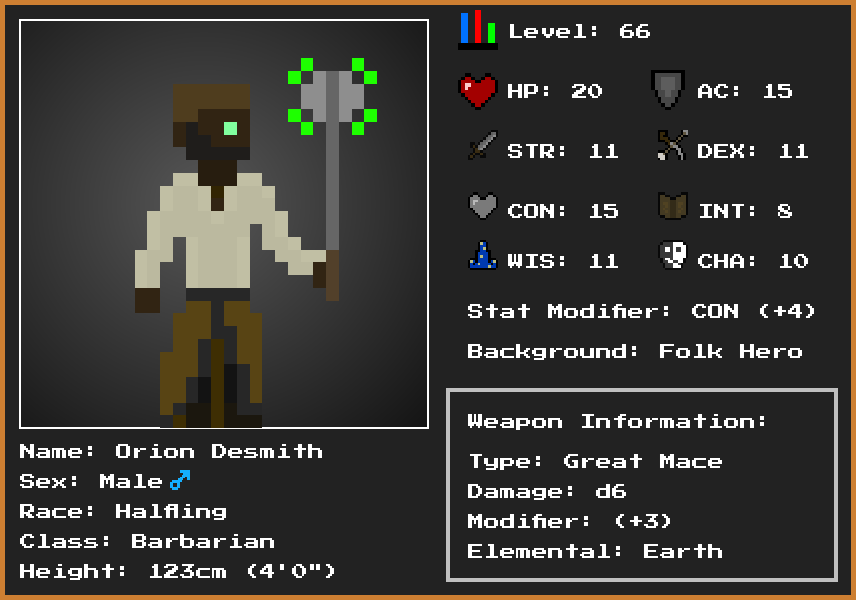 Level: 66
HP: 20
AC: 15
STR: 11
DEX: 11
CON: 15
INT: 8
WIS: 11
CHA: 10
Stat Modifier: CON (+4)
Background: Folk Hero
Weapon Information:
Type: Great Mace
Damage: d6
Modifier: (+3)
Elemental: Earth
Name: Orion Desmith
Sex: Male ♂
Race: Halfling
Class: Barbarian
Height: 123cm (4'0")